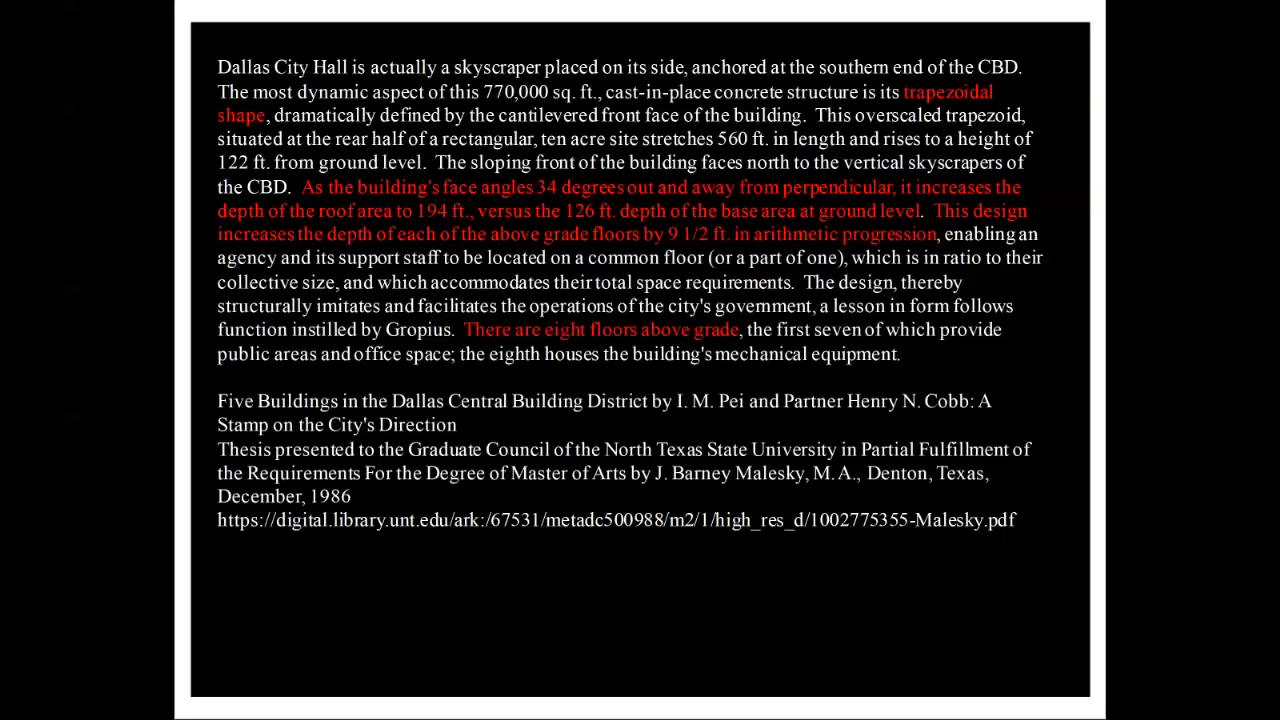 Dallas City Hall is actually a skyscraper placed on its side, anchored at the southern end of the CBD.
The most dynamic aspect of this 770,000 sq. ft., cast-in-place concrete structure is its trapezoidal
shape, dramatically defined by the cantilevered front face of the building.  This overscaled trapezoid,
situated at the rear half of a rectangular, ten acre site stretches 560 ft. in length and rises to a height of
122 ft. from ground level.  The sloping front of the building faces north to the vertical skyscrapers of
the CBD.  As the building's face angles 34 degrees out and away from perpendicular, it increases the
depth of the roof area to 194 ft., versus the 126 ft. depth of the base area at ground level.  This design
increases the depth of each of the above grade floors by 9 1/2 ft. in arithmetic progression, enabling an
agency and its support staff to be located on a common floor (or a part of one), which is in ratio to their
collective size, and which accommodates their total space requirements.  The design, thereby
structurally imitates and facilitates the operations of the city's government, a lesson in form follows
function instilled by Gropius.  There are eight floors above grade, the first seven of which provide
public areas and office space; the eighth houses the building's mechanical equipment.
Five Buildings in the Dallas Central Building District by I. M. Pei and Partner Henry N. Cobb: A
Stamp on the City's Direction
Thesis presented to the Graduate Council of the North Texas State University in Partial Fulfillment of
the Requirements For the Degree of Master of Arts by J. Barney Malesky, M. A., Denton, Texas,
December, 1986
https://digital.library.unt.edu/ark:/67531/metadc500988/m2/1/high_res_d/1002775355-Malesky.pdf